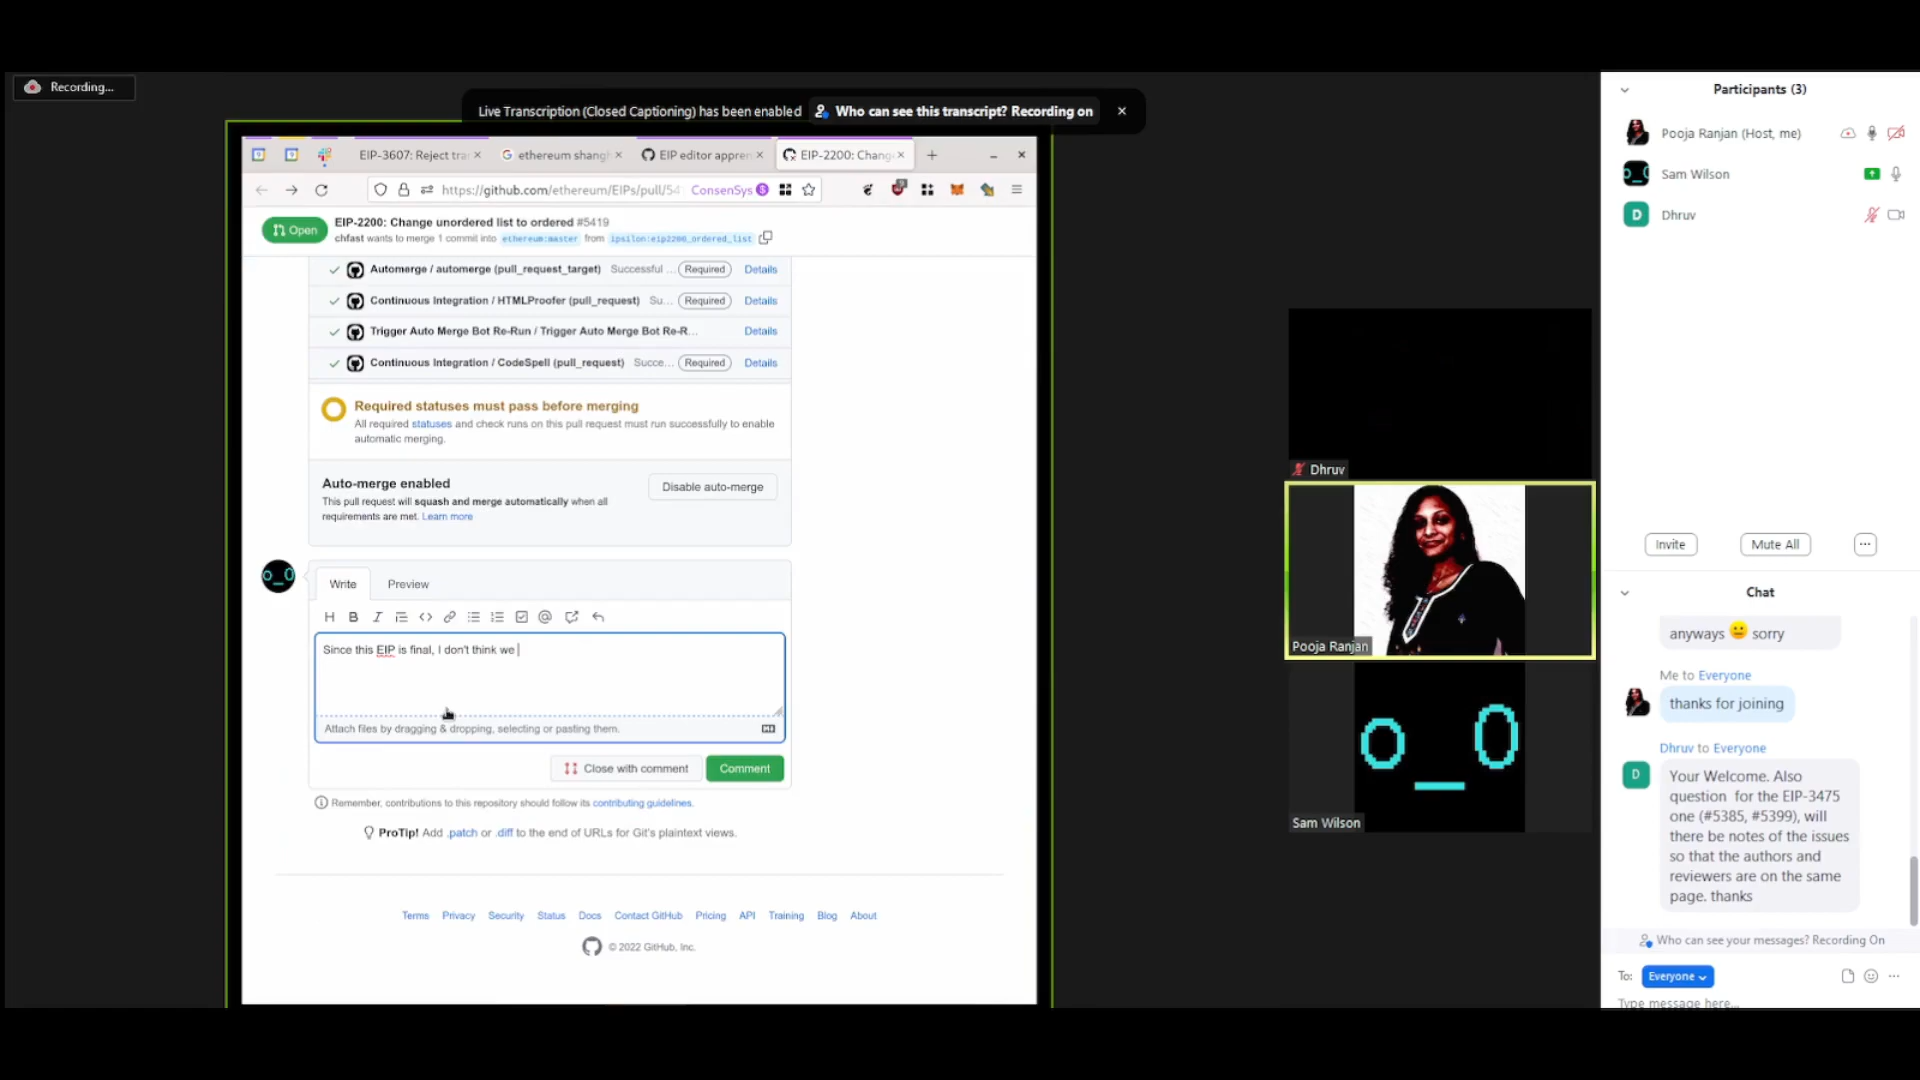 Recording...
Live Transcription (Closed Captioning) has been enabled Who can see this transcript? Recording on
EIP-3607: Reject tra
ethereum shangh
EIP editor appren
EIP-2200: Chang
https://github.com/ethereum/EIPs/pull/54 ConsenSys
Open
EIP-2200: Change unordered list to ordered #5419
chfast wants to merge 1 commit into ethereum:master from ipsilon:eip2200_ordered_list
Automerge / automerge (pull_request_target) Successful ... Required Details
Continuous Integration / HTMLProofer (pull_request) Su... Required Details
Trigger Auto Merge Bot Re-Run / Trigger Auto Merge Bot Re-R... Details
Continuous Integration / CodeSpell (pull_request) Succe... Required Details
Required statuses must pass before merging
All required statuses and check runs on this pull request must run successfully to enable
automatic merging.
Auto-merge enabled
Disable auto-merge
This pull request will squash and merge automatically when all
requirements are met. Learn more
Write Preview
Since this EIP is final, I don't think we
Attach files by dragging & dropping, selecting or pasting them.
Close with comment Comment
Remember, contributions to this repository should follow its contributing guidelines.
ProTip! Add .patch or .diff to the end of URLs for Git's plaintext views.
Terms Privacy Security Status Docs Contact GitHub Pricing API Training Blog About
© 2022 GitHub, Inc.
Dhruv
Pooja Ranjan
Sam Wilson
Participants (3)
Pooja Ranjan (Host, me)
Sam Wilson
D Dhruv
Invite Mute All ...
Chat
anyways sorry
Me to Everyone
thanks for joining
Dhruv to Everyone
D
Your Welcome. Also
question for the EIP-3475
one (#5385, #5399), will
there be notes of the issues
so that the authors and
reviewers are on the same
page. thanks
Who can see your messages? Recording On
To: Everyone
Type message here...